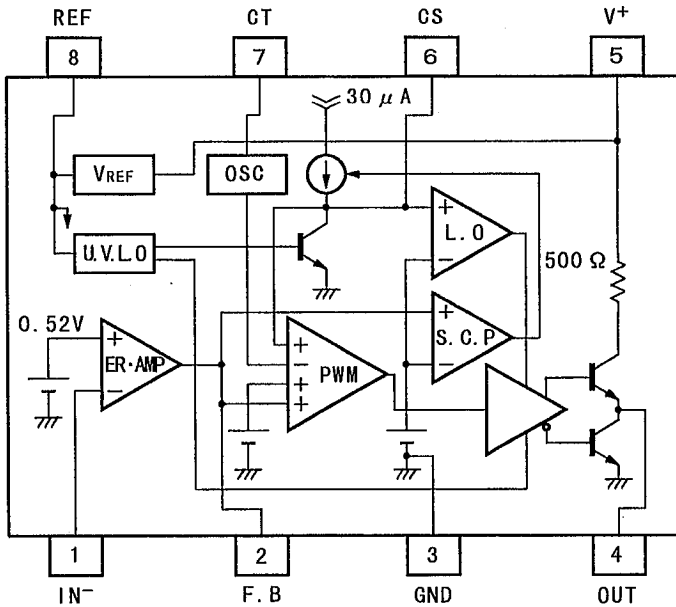 REF CT CS V+
8 7 6 5
30 μA
VREF OSC
+ L.O
U.V.L.O
−
500 Ω
0.52V
+ S.C.P
+ ER·AMP
+
− PWM −
− +
+
1 2 3 4
IN− F.B GND OUT